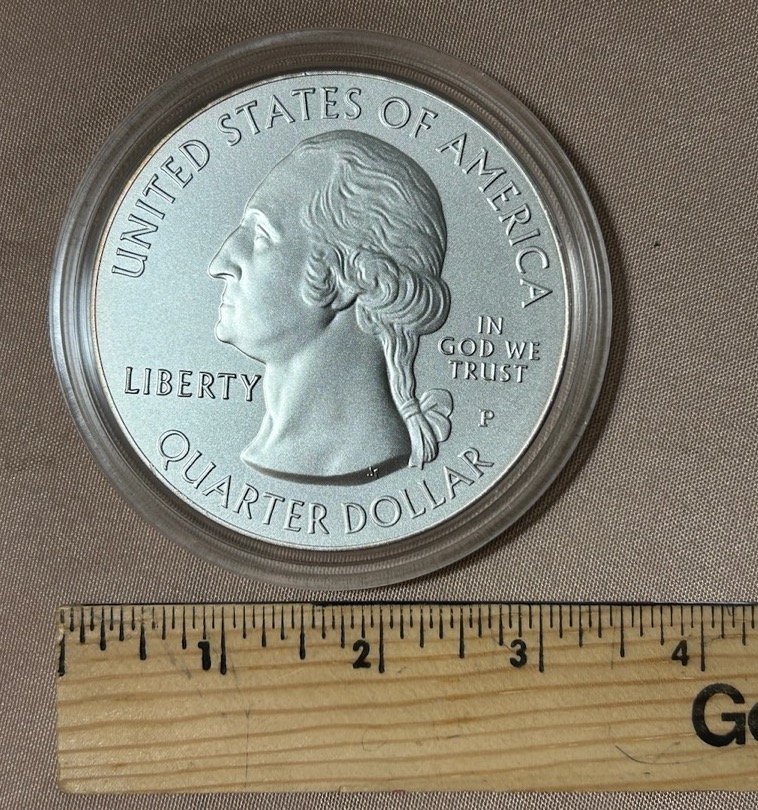 UNITED STATES OF AMERICA
IN
GOD WE
TRUST
LIBERTY
P
QUARTER DOLLAR
1 2 3 4